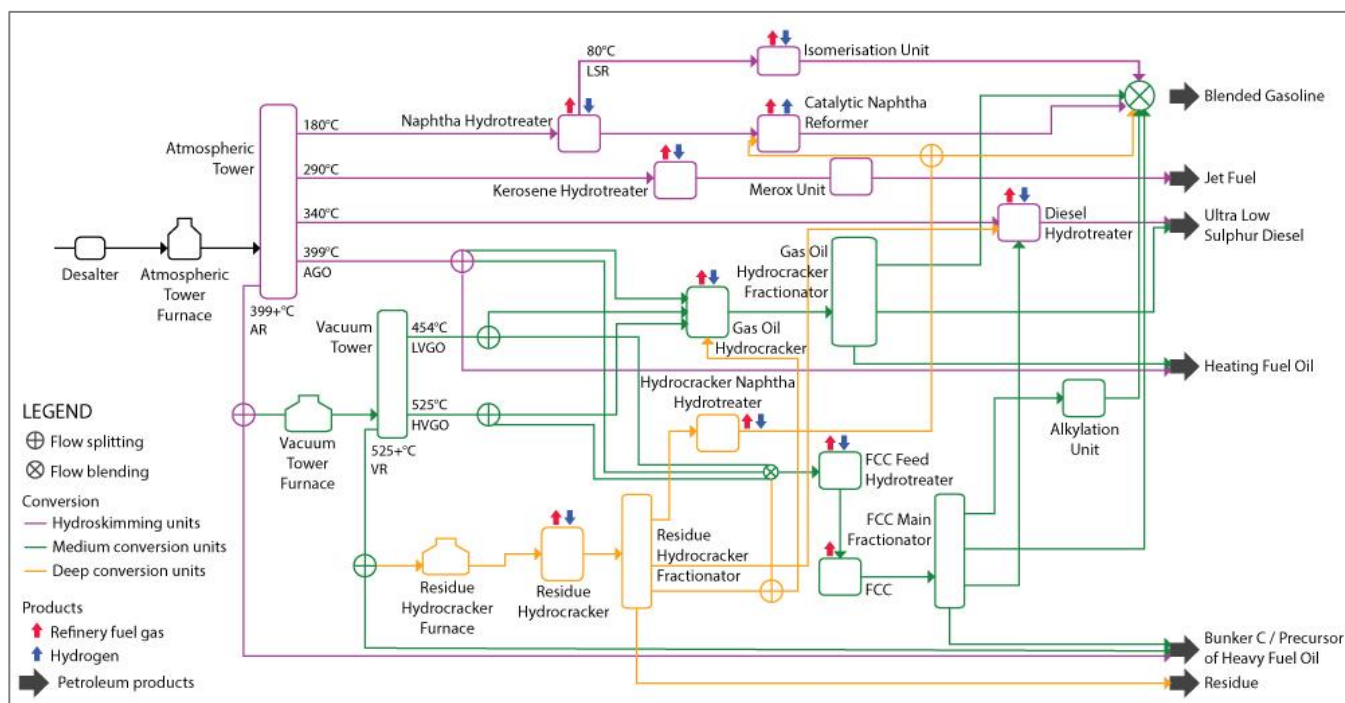 80°C
LSR
Isomerisation Unit
Blended Gasoline
Naphtha Hydrotreater
Catalytic Naphtha
Reformer
180°C
Atmospheric
Tower
290°C
Kerosene Hydrotreater
Merox Unit
Jet Fuel
340°C
Diesel
Hydrotreater
Ultra Low
Sulphur Diesel
399°C
AGO
Desalter
Atmospheric
Tower
Furnace
399+°C
AR
Gas Oil
Hydrocracker
Fractionator
Vacuum
Tower
454°C
LVGO
Gas Oil
Hydrocracker
Heating Fuel Oil
Hydrocracker Naphtha
Hydrotreater
525°C
HVGO
Alkylation
Unit
Vacuum
Tower
Furnace
525+°C
VR
FCC Feed
Hydrotreater
FCC Main
Fractionator
Residue
Hydrocracker
Fractionator
Residue
Hydrocracker
Furnace
Residue
Hydrocracker
FCC
Bunker C / Precursor
of Heavy Fuel Oil
Residue
LEGEND
Flow splitting
Flow blending
Conversion
Hydroskimming units
Medium conversion units
Deep conversion units
Products
Refinery fuel gas
Hydrogen
Petroleum products